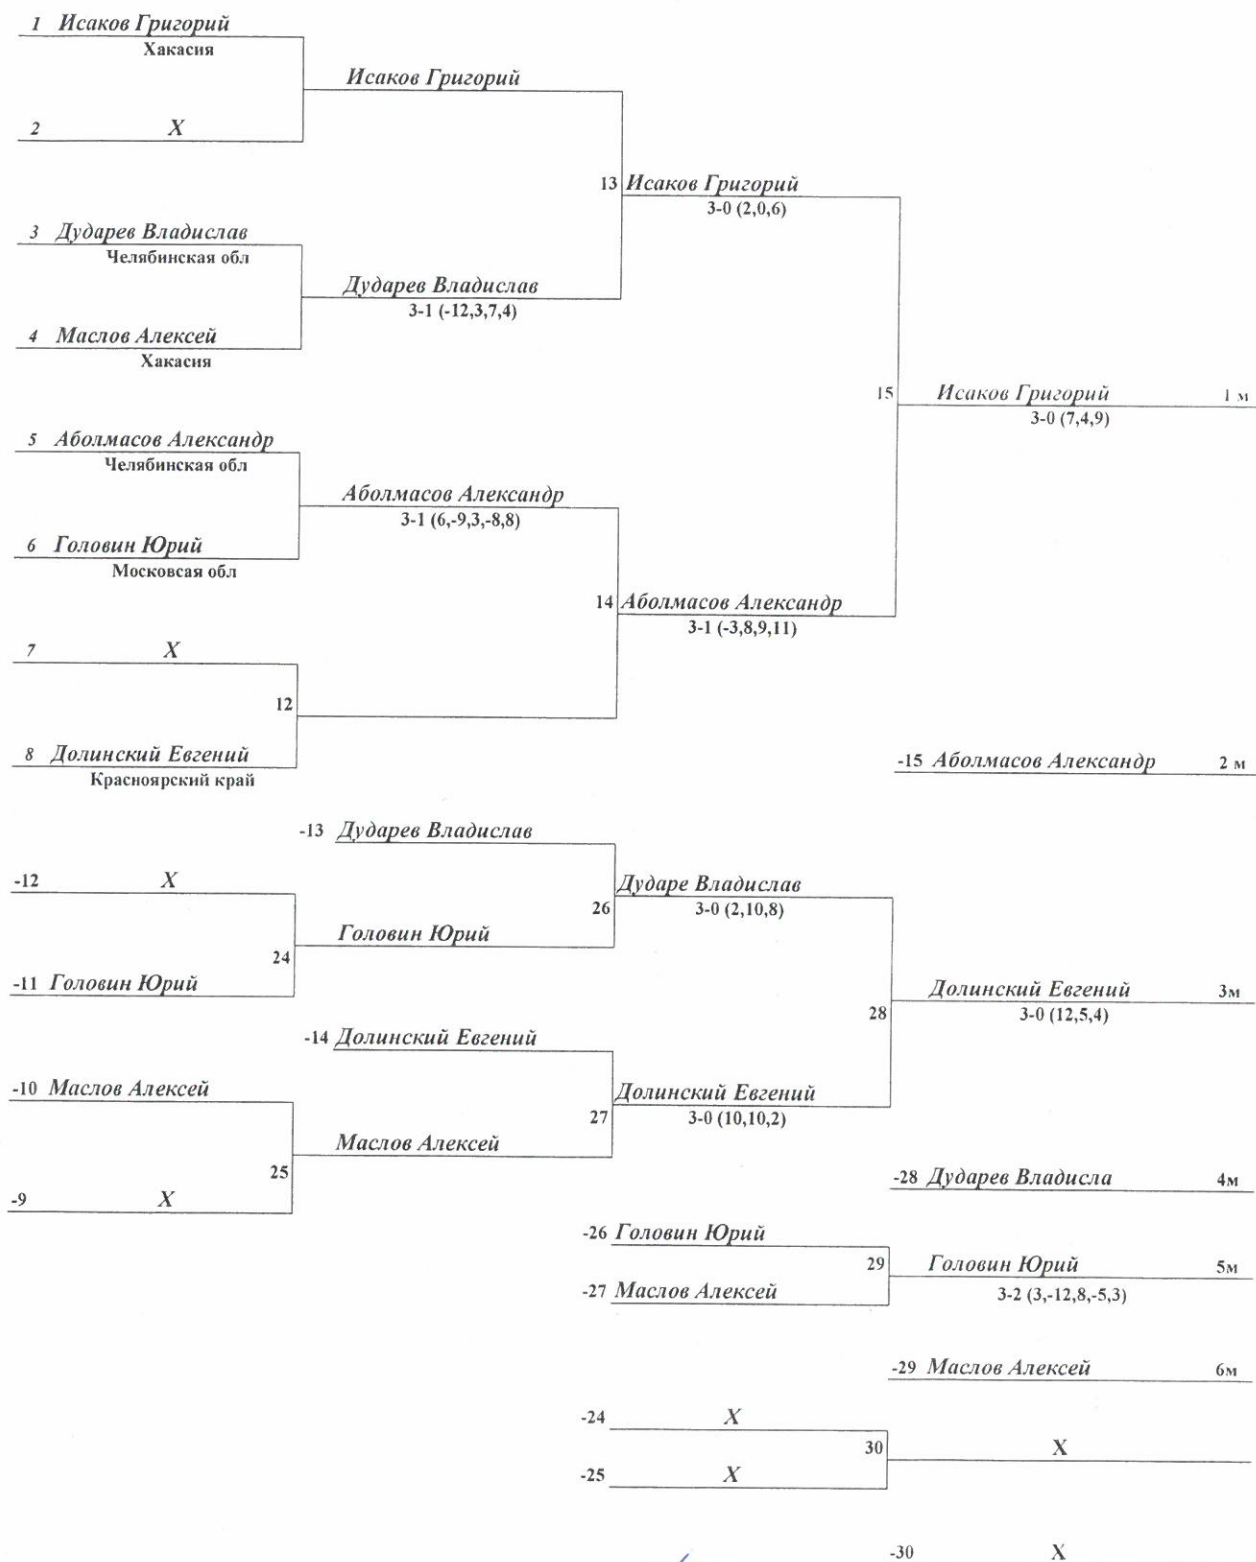 1 Исаков Григорий
Хакасия
Исаков Григорий
2 X
13 Исаков Григорий
3-0 (2,0,6)
3 Дударев Владислав
Челябинская обл
Дударев Владислав
3-1 (-12,3,7,4)
4 Маслов Алексей
Хакасия
15 Исаков Григорий 1 м
3-0 (7,4,9)
5 Аболмасов Александр
Челябинская обл
Аболмасов Александр
3-1 (6,-9,3,-8,8)
6 Головин Юрий
Московсая обл
14 Аболмасов Александр
3-1 (-3,8,9,11)
7 X
12
8 Долинский Евгений
Красноярский край
-15 Аболмасов Александр 2 м
-13 Дударев Владислав
-12 X
26 Дударе Владислав
3-0 (2,10,8)
24 Головин Юрий
-11 Головин Юрий
28 Долинский Евгений 3м
3-0 (12,5,4)
-14 Долинский Евгений
-10 Маслов Алексей
27 Долинский Евгений
3-0 (10,10,2)
25 Маслов Алексей
-28 Дударев Владисла 4м
-9 X
-26 Головин Юрий
29 Головин Юрий 5м
3-2 (3,-12,8,-5,3)
-27 Маслов Алексей
-29 Маслов Алексей 6м
-24 X
30 X
-25 X
-30 X